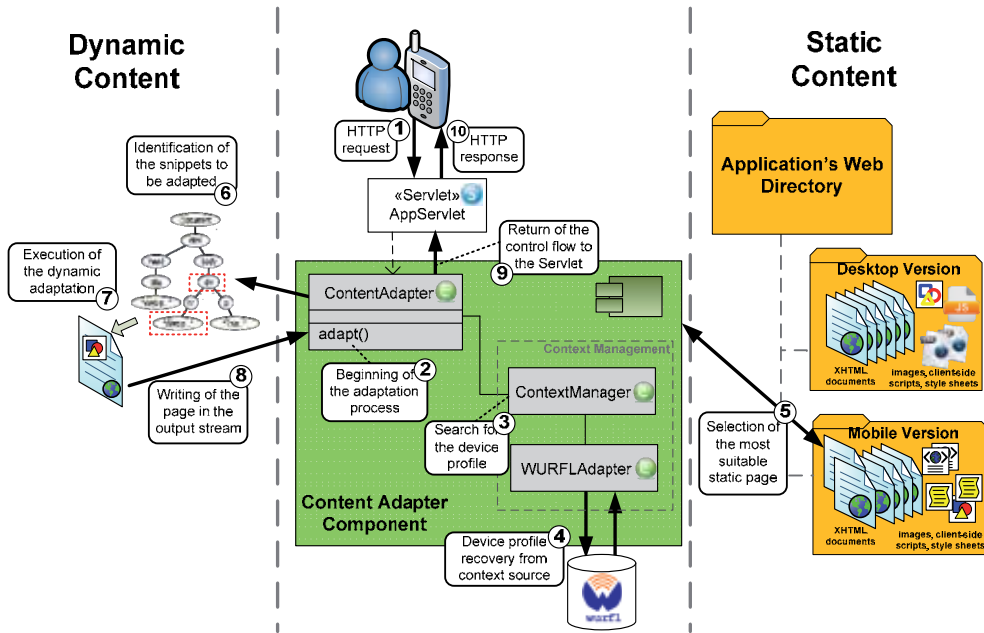 Dynamic
Content
Static
Content
HTTP
request
1
10
HTTP
response
«Servlet»
AppServlet
Identification of
the snippets to
be adapted
6
Execution of
the dynamic
adaptation
7
Return of the
control flow to
the Servlet
9
ContentAdapter
adapt()
Beginning of
the adaptation
process
2
8
Writing of the
page in the
output stream
Context Management
ContextManager
Search for
the device
profile
3
WURFLAdapter
Content Adapter
Component
Device profile
recovery from
context source
4
wurfl
Application's Web
Directory
Desktop Version
JS
XHTML
documents
images, client-side
scripts, style sheets
5
Selection of
the most
suitable
static page
Mobile Version
XHTML
documents
images, client-side
scripts, style sheets